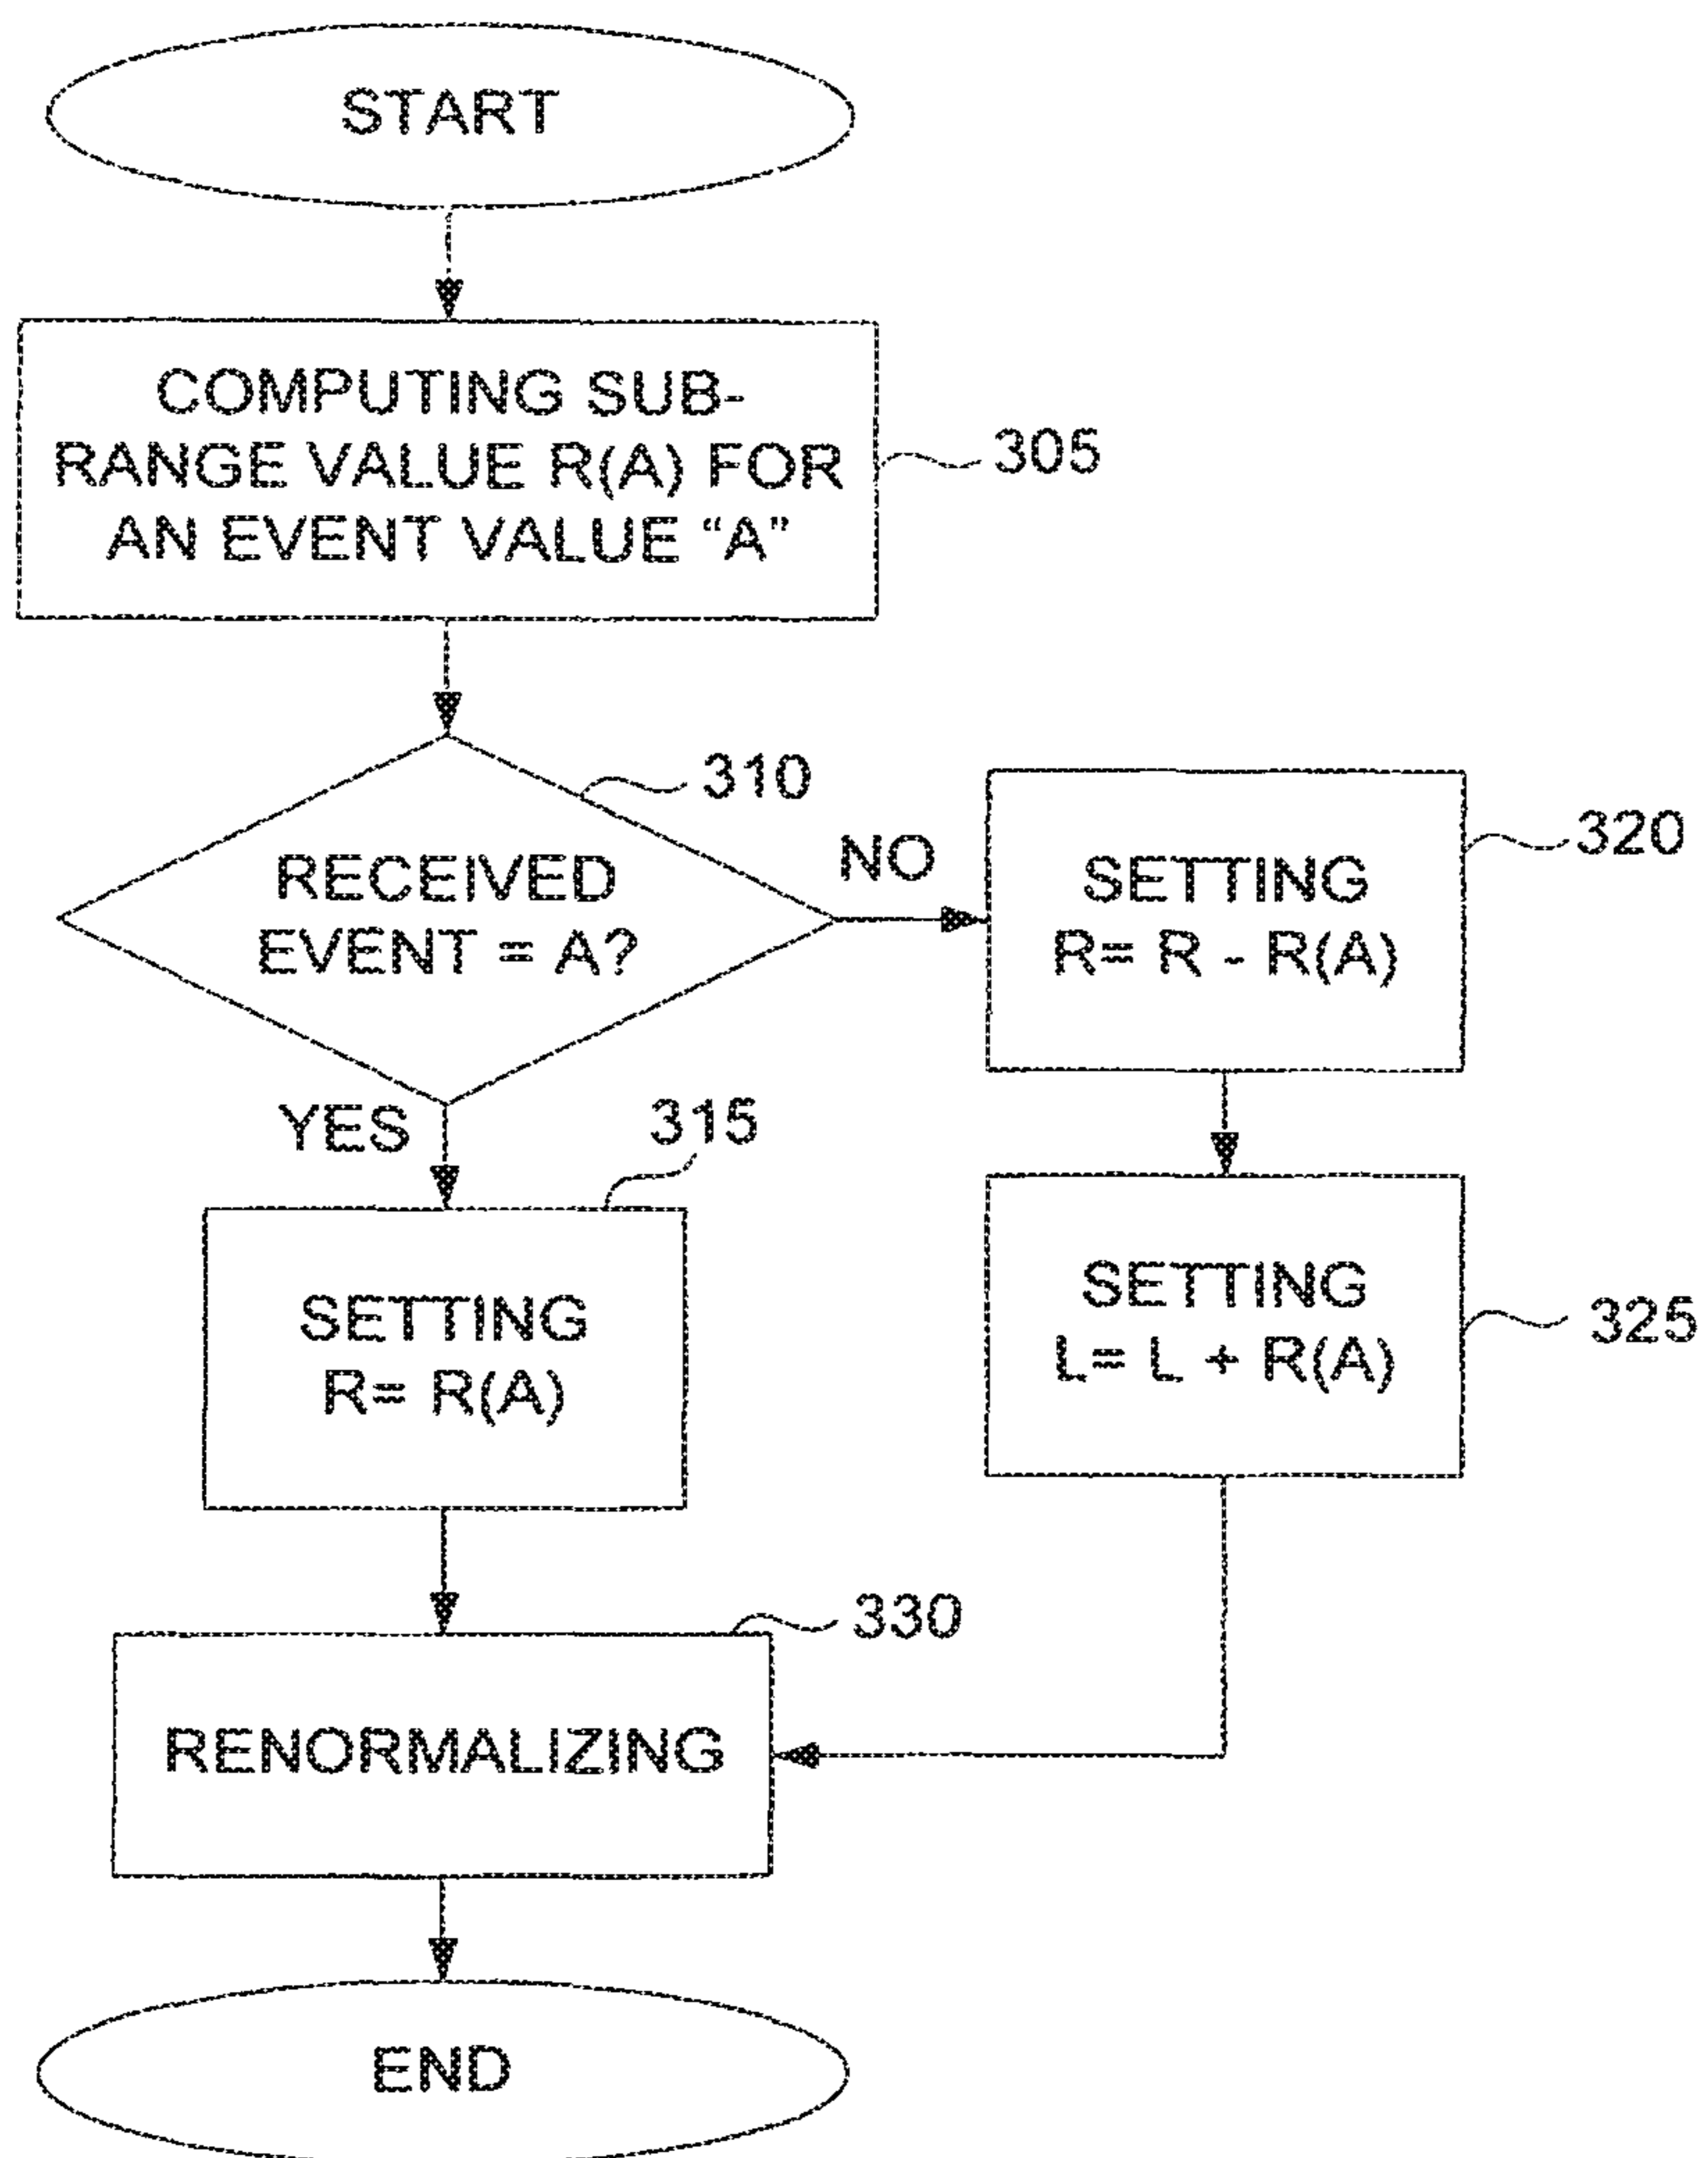 START
COMPUTING SUB-
RANGE VALUE R(A) FOR
AN EVENT VALUE “A”
305
310
RECEIVED
EVENT = A?
NO
320
SETTING
R= R - R(A)
YES
315
SETTING
R= R(A)
SETTING
L= L + R(A)
325
330
RENORMALIZING
END